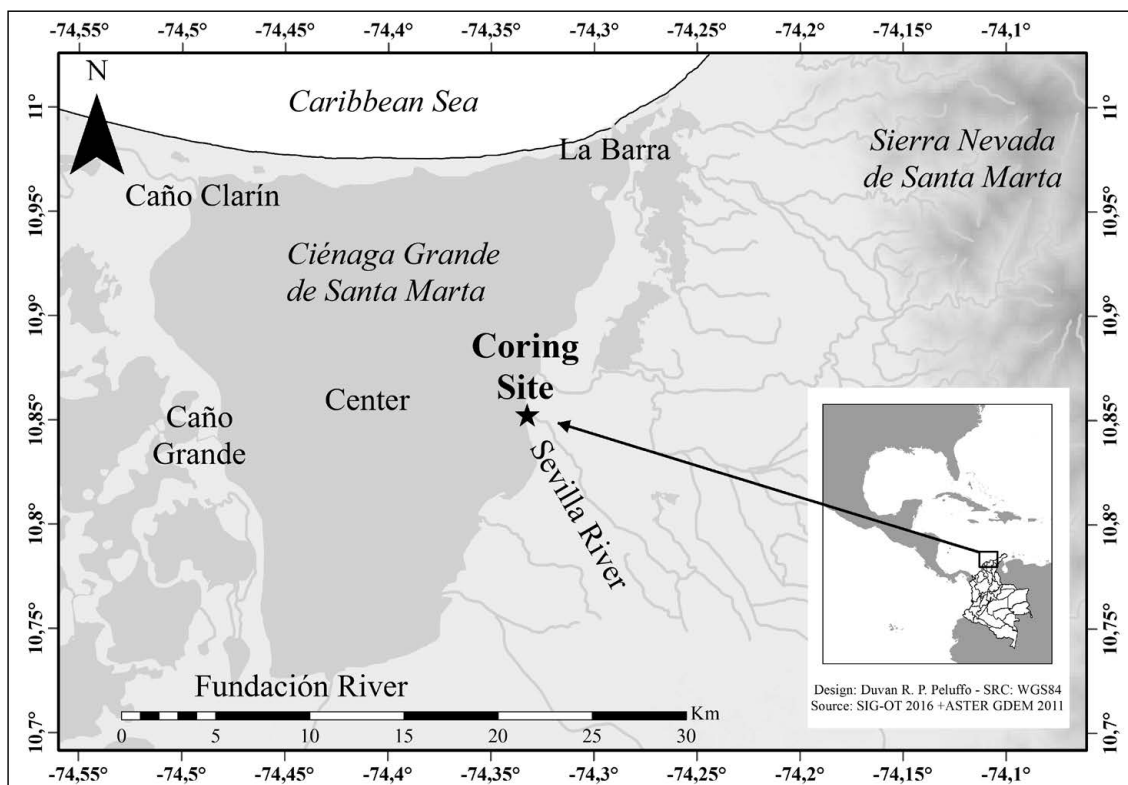 -74,55° -74,5° -74,4° -74,35° -74,3° -74,25° -74,2° -74,15° -74,1°
N
Caribbean Sea
11° 11°
La Barra
Sierra Nevada
de Santa Marta
Caño Clarín
10,95° 10,95°
Ciénaga Grande
de Santa Marta
10,9° 10,9°
Coring
Site
Center
10,85° 10,85°
Caño
Grande
Sevilla River
10,8° 10,8°
10,75° 10,75°
Fundación River
Design: Duvan R. P. Peluffo - SRC: WGS84
Source: SIG-OT 2016 +ASTER GDEM 2011
Km
0 5 10 15 20 25 30
10,7° 10,7°
-74,55° -74,5° -74,45° -74,4° -74,35° -74,3° -74,25° -74,2° -74,15° -74,1°